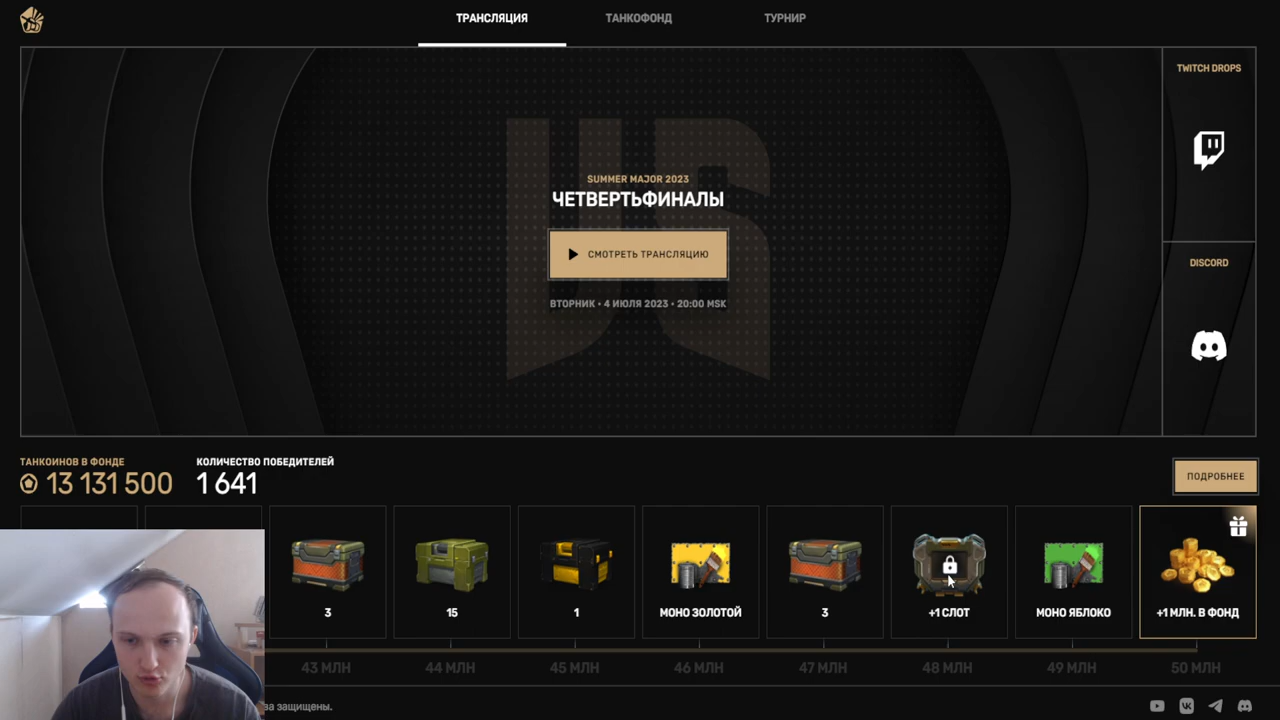 ТРАНСЛЯЦИЯ
ТАНКОФОНД
ТУРНИР
TWITCH DROPS
SUMMER MAJOR 2023
ЧЕТВЕРТЬФИНАЛЫ
СМОТРЕТЬ ТРАНСЛЯЦИЮ
ВТОРНИК • 4 ИЮЛЯ 2023 • 20:00 MSK
DISCORD
ТАНКОИНОВ В ФОНДЕ
13 131 500
КОЛИЧЕСТВО ПОБЕДИТЕЛЕЙ
1 641
ПОДРОБНЕЕ
3
15
1
МОНО ЗОЛОТОЙ
3
+1 СЛОТ
МОНО ЯБЛОКО
+1 МЛН. В ФОНД
43 МЛН
44 МЛН
45 МЛН
46 МЛН
47 МЛН
48 МЛН
49 МЛН
50 МЛН
ва защищены.